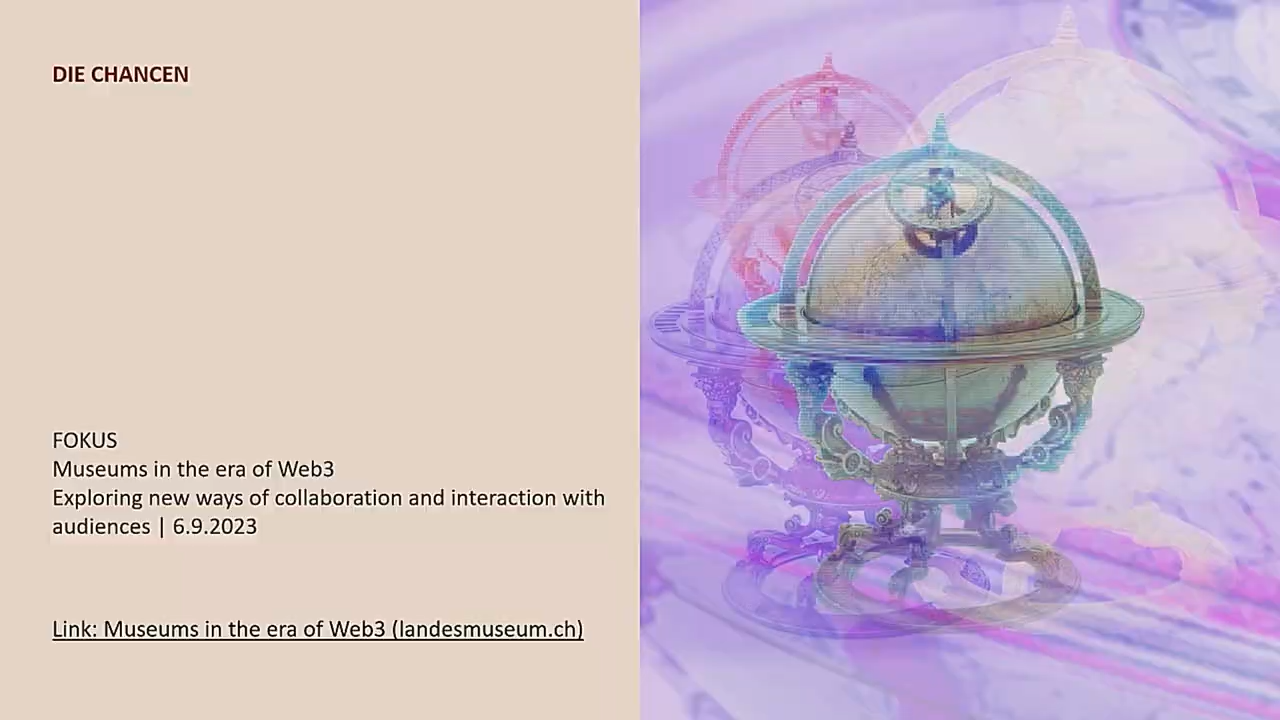 DIE CHANCEN
FOKUS
Museums in the era of Web3
Exploring new ways of collaboration and interaction with
audiences | 6.9.2023
Link: Museums in the era of Web3 (landesmuseum.ch)